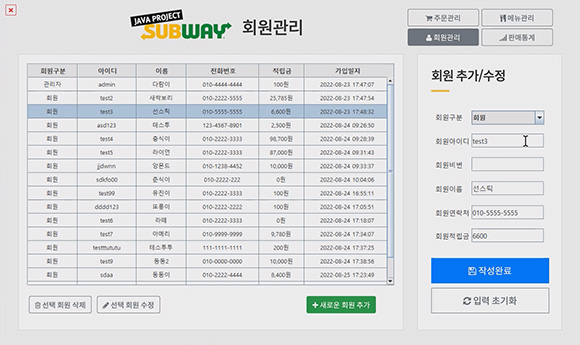 JAVA PROJECT
SUBWAY 회원관리
주문관리 메뉴관리
회원관리 판매통계
회원구분 아이디 이름 전화번호 적립금 가입일자
관리자 admin 다람이 010-4444-4444 100원 2022-08-23 17:47:07
회원 test2 새락보리 010-2222-5555 25,785원 2022-08-23 17:47:54
회원 test3 선스틱 010-5555-5555 6,600원 2022-08-23 17:48:32
회원 asd123 테스투 123-4567-8901 2,500원 2022-08-24 09:26:50
회원 test4 중식이 010-2222-3333 98,700원 2022-08-24 09:28:39
회원 test5 라이언 010-2222-3333 87,000원 2022-08-24 09:31:43
회원 jjdwnn 앙몬드 010-1238-4452 10,000원 2022-08-24 09:33:37
회원 sdkfo00 춘식이 010-2222-222 0원 2022-08-24 10:04:06
회원 test99 유진이 010-2222-3333 100원 2022-08-24 16:55:11
회원 dddd123 또롱이 010-2222-2222 100원 2022-08-24 17:05:51
회원 test6 라떼 010-2222-3333 0원 2022-08-24 17:18:07
회원 test7 어메리 010-9999-9999 9,780원 2022-08-24 17:34:07
회원 testttututu 테스투투 111-1111-1111 200원 2022-08-24 17:37:25
회원 test9 동동2 010-0000-0000 10,000원 2022-08-24 17:38:56
회원 sdaa 동동이 010-2222-4444 8,400원 2022-08-25 17:23:49
선택 회원 삭제 선택 회원 수정 새로운 회원 추가
회원 추가/수정
회원구분 회원
회원아이디 test3
회원비번
회원이름 선스틱
회원연락처 010-5555-5555
회원적립금 6600
작성완료
입력 초기화